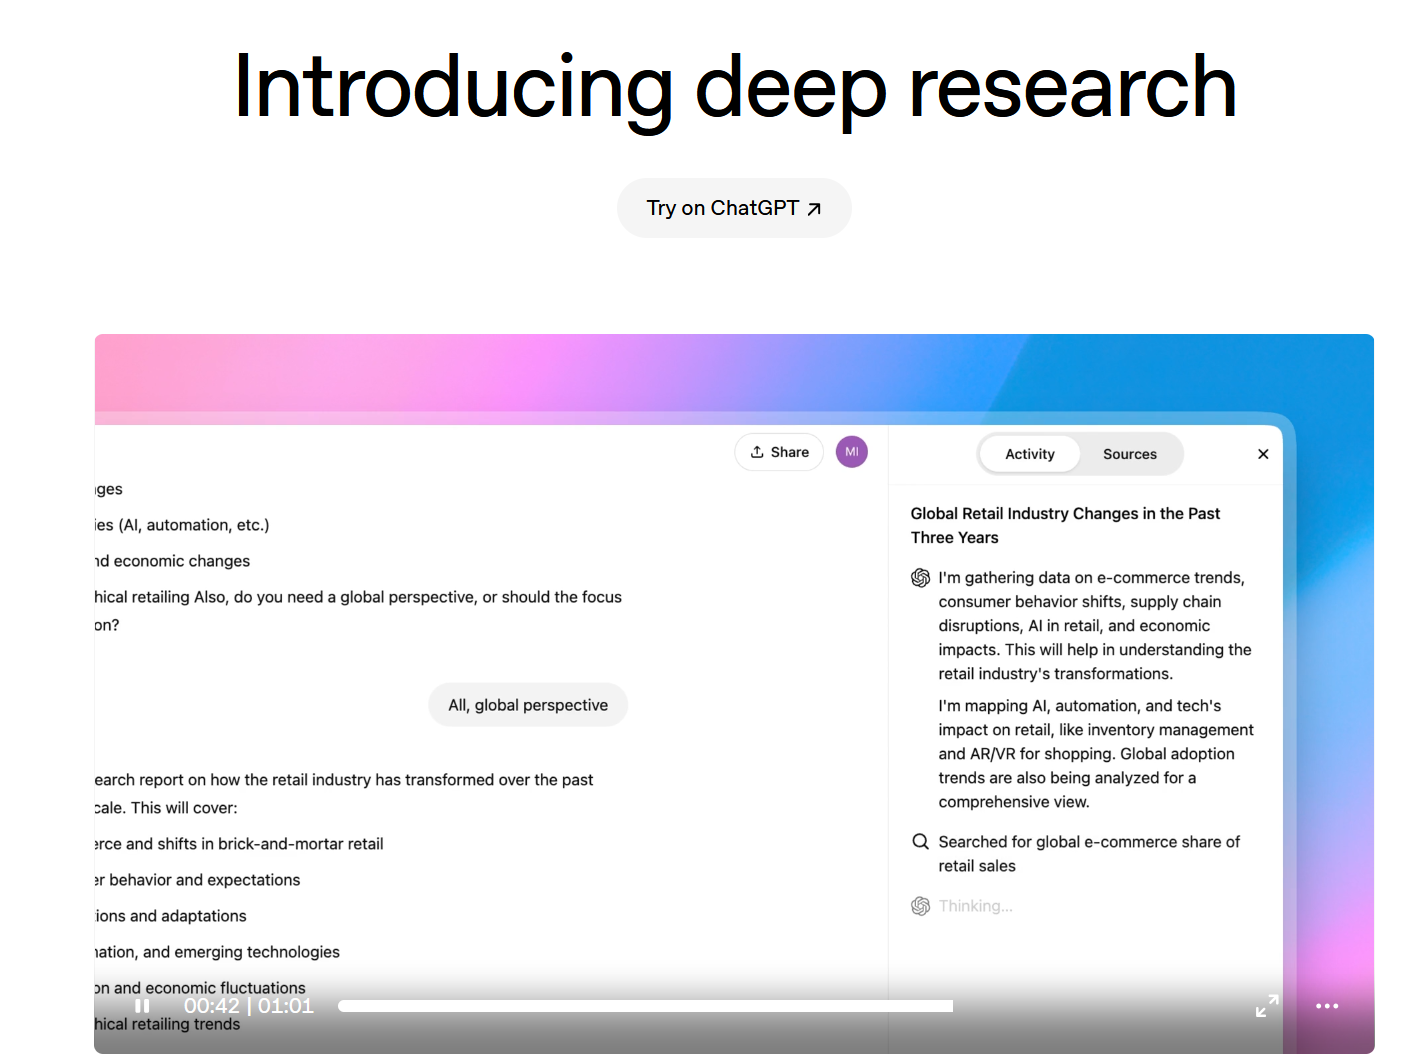 Introducing deep research
Try on ChatGPT
Share
MI
ges
ies (AI, automation, etc.)
nd economic changes
hical retailing Also, do you need a global perspective, or should the focus
on?
All, global perspective
earch report on how the retail industry has transformed over the past
cale. This will cover:
erce and shifts in brick-and-mortar retail
er behavior and expectations
ions and adaptations
nation, and emerging technologies
on and economic fluctuations
hical retailing trends
Activity Sources
Global Retail Industry Changes in the Past
Three Years
I'm gathering data on e-commerce trends,
consumer behavior shifts, supply chain
disruptions, AI in retail, and economic
impacts. This will help in understanding the
retail industry's transformations.
I'm mapping AI, automation, and tech's
impact on retail, like inventory management
and AR/VR for shopping. Global adoption
trends are also being analyzed for a
comprehensive view.
Searched for global e-commerce share of
retail sales
Thinking...
00:42 | 01:01